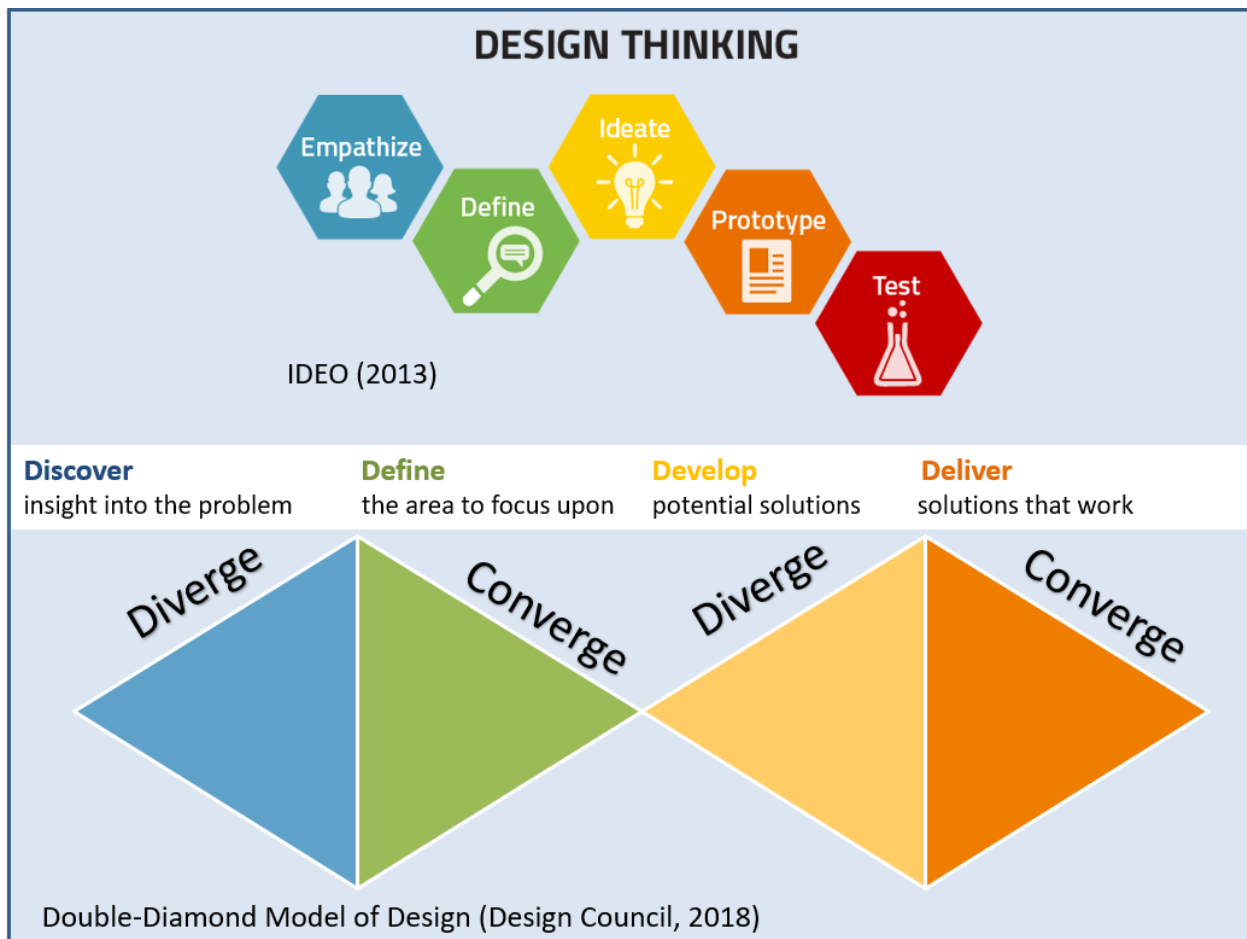 DESIGN THINKING
Empathize
Define
Ideate
Prototype
Test
IDEO (2013)
Discover
insight into the problem
Define
the area to focus upon
Develop
potential solutions
Deliver
solutions that work
Diverge
Converge
Diverge
Converge
Double-Diamond Model of Design (Design Council, 2018)